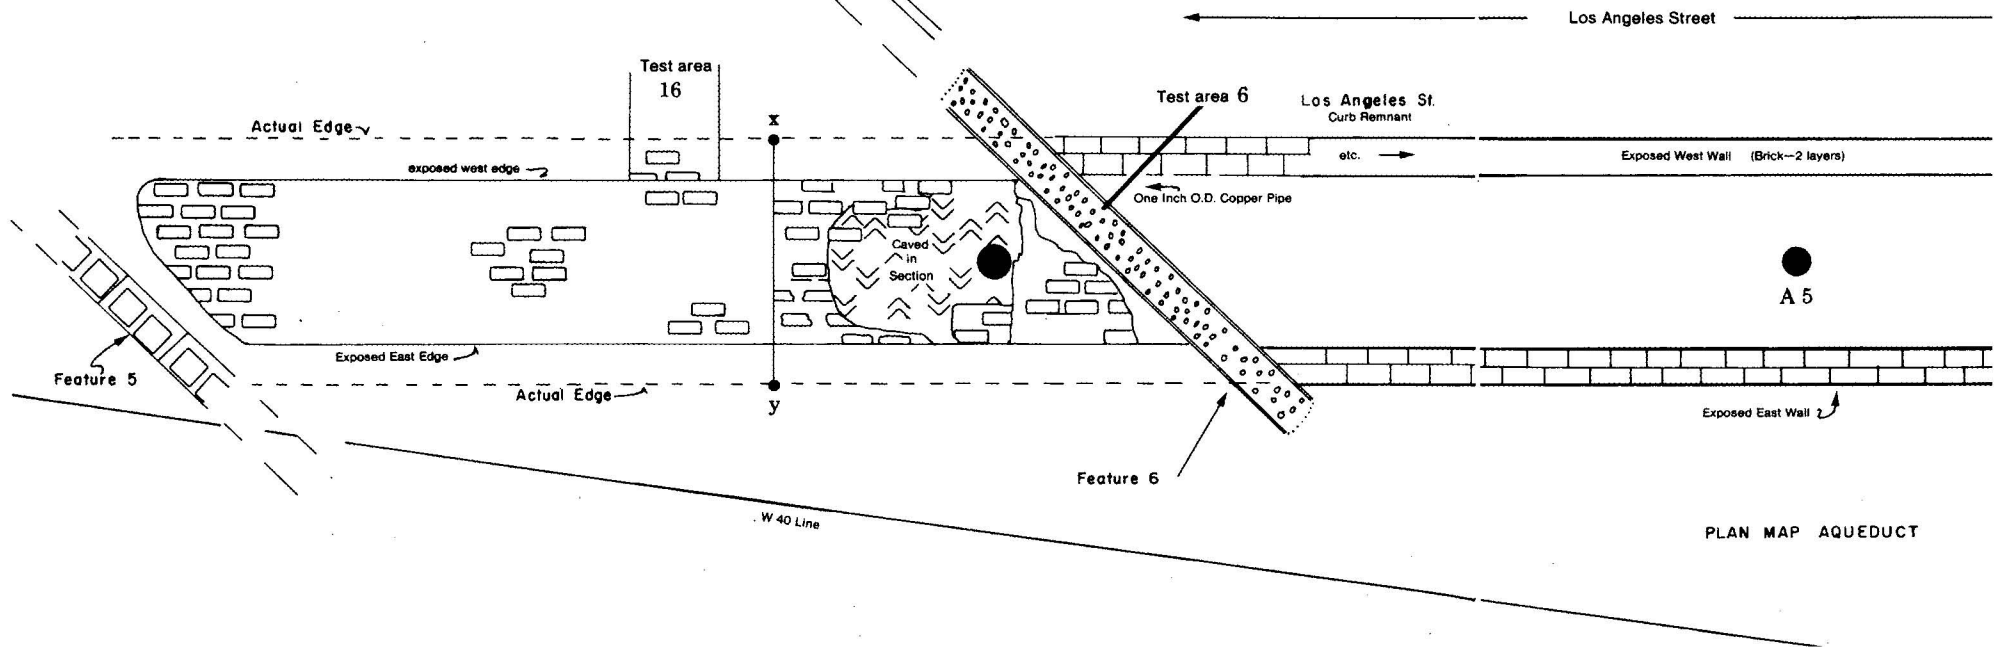 Los Angeles Street
Test area
16
Test area 6
Los Angeles St.
Curb Remnant
Actual Edge
x
etc.
Exposed West Wall (Brick—2 layers)
exposed west edge
One Inch O.D. Copper Pipe
Caved
in
Section
A 5
Exposed East Edge
Feature 5
Actual Edge
y
Exposed East Wall
Feature 6
W 40 Line
PLAN MAP AQUEDUCT